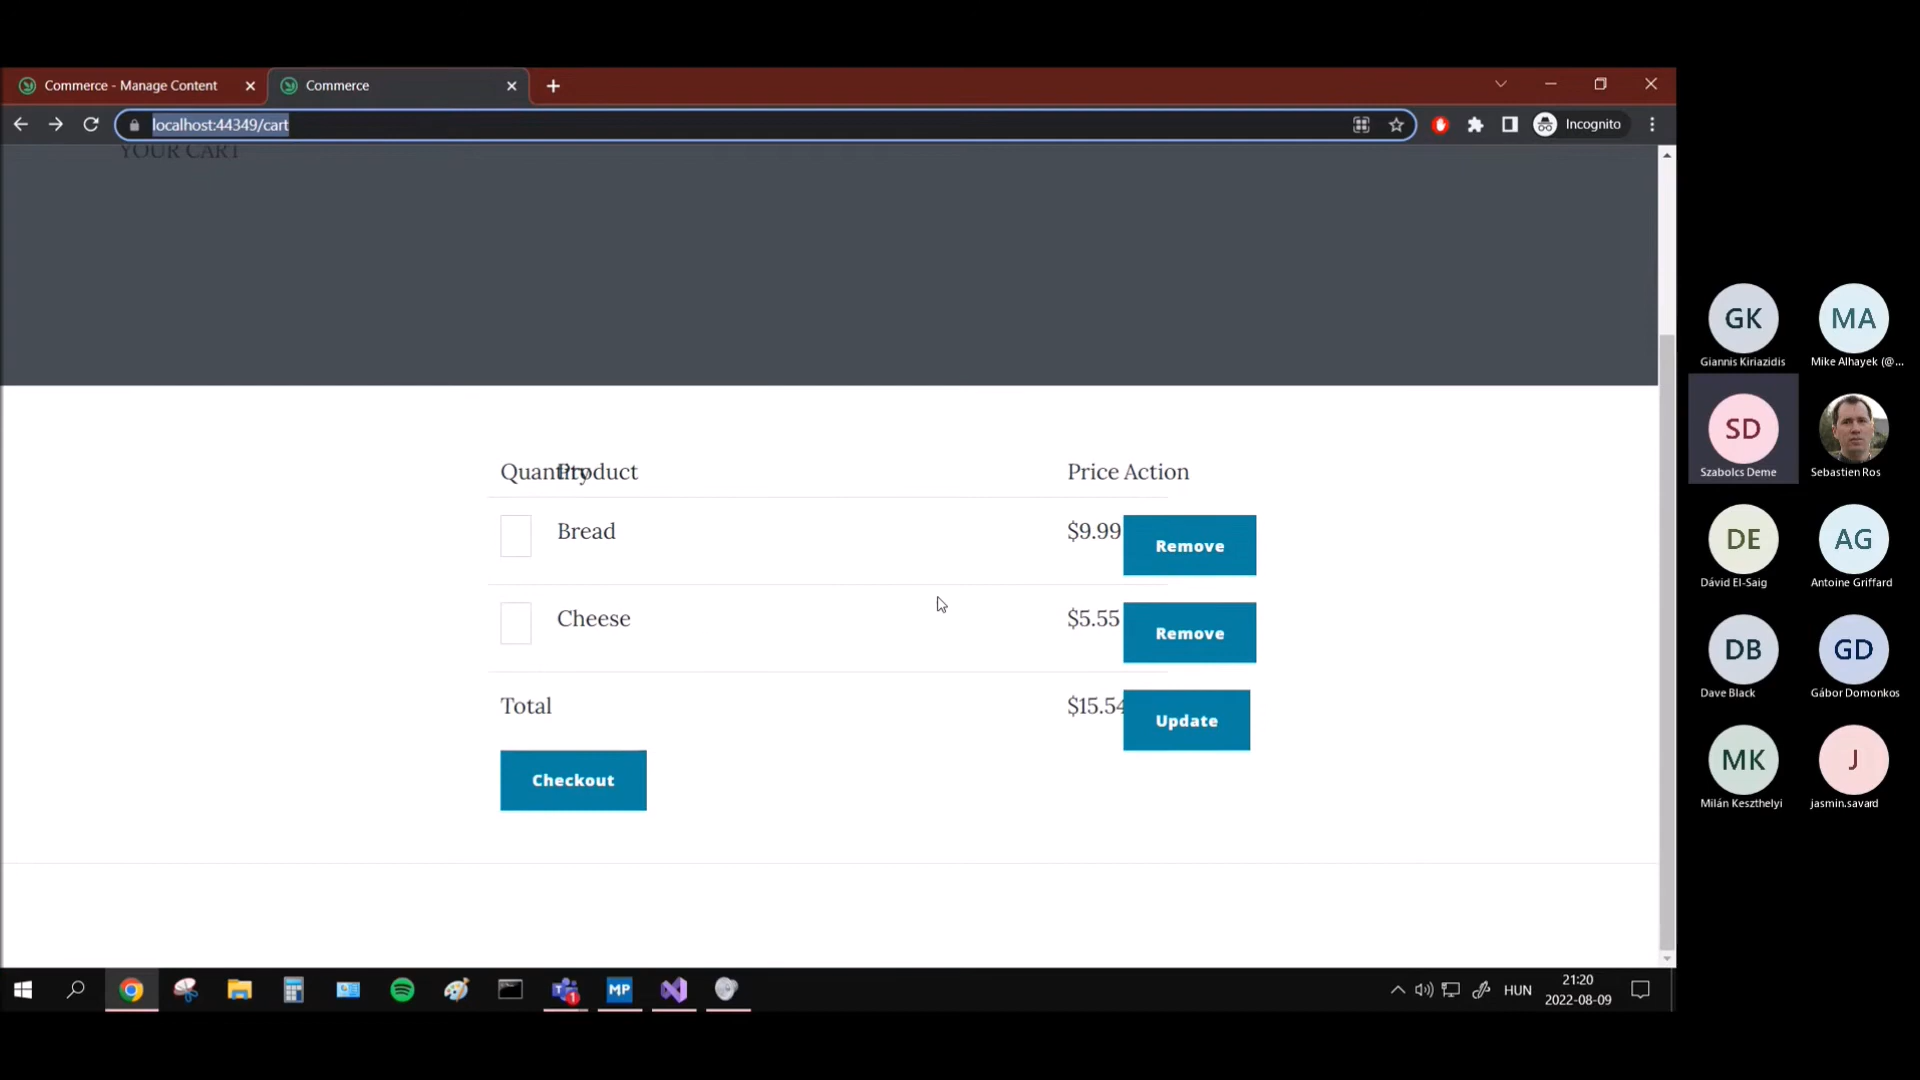 Commerce - Manage Content
Commerce
localhost:44349/cart
Incognito
YOUR CART
Quantity Product Price Action
Bread $9.99 Remove
Cheese $5.55 Remove
Total $15.54 Update
Checkout
GK MA
Giannis Kiriazidis Mike Alhayek (@...
SD
Szabolcs Deme Sebastien Ros
DE AG
Dávid El-Saig Antoine Griffard
DB GD
Dave Black Gábor Domonkos
MK J
Milán Keszthelyi jasmin.savard
T 1 MP
HUN
21:20
2022-08-09